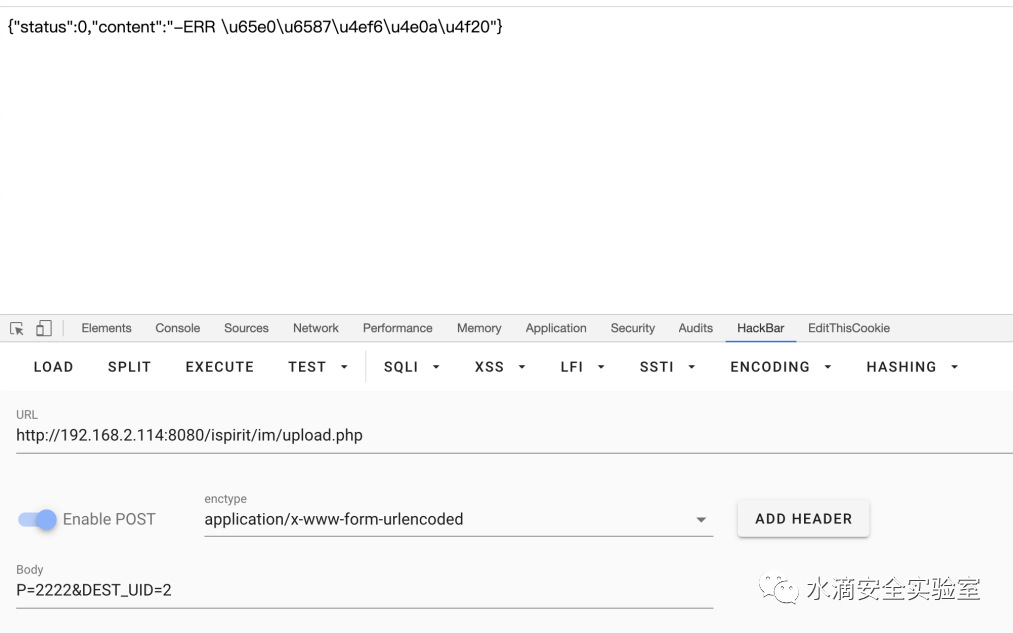 {"status":0,"content":"-ERR \u65e0\u6587\u4ef6\u4e0a\u4f20"}
Elements Console Sources Network Performance Memory Application Security Audits HackBar EditThisCookie
LOAD SPLIT EXECUTE TEST SQLI XSS LFI SSTI ENCODING HASHING
URL
http://192.168.2.114:8080/ispirit/im/upload.php
enctype
Enable POST application/x-www-form-urlencoded ADD HEADER
Body
P=2222&DEST_UID=2
水滴安全实验室